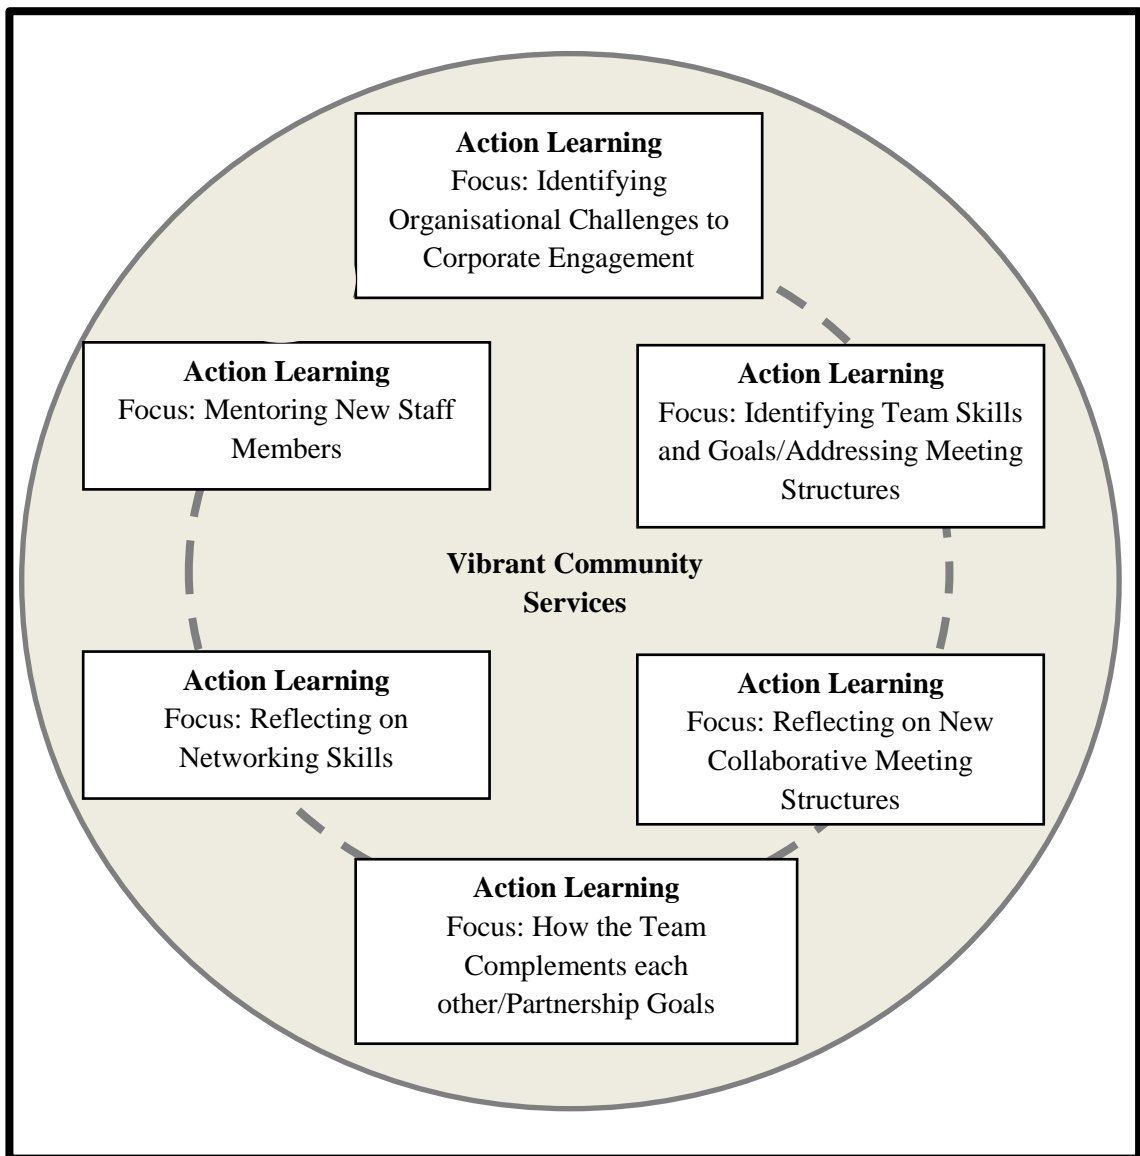 Action Learning
Focus: Identifying
Organisational Challenges to
Corporate Engagement
Action Learning
Focus: Mentoring New Staff
Members
Action Learning
Focus: Identifying Team Skills
and Goals/Addressing Meeting
Structures
Vibrant Community
Services
Action Learning
Focus: Reflecting on
Networking Skills
Action Learning
Focus: Reflecting on New
Collaborative Meeting
Structures
Action Learning
Focus: How the Team
Complements each
other/Partnership Goals